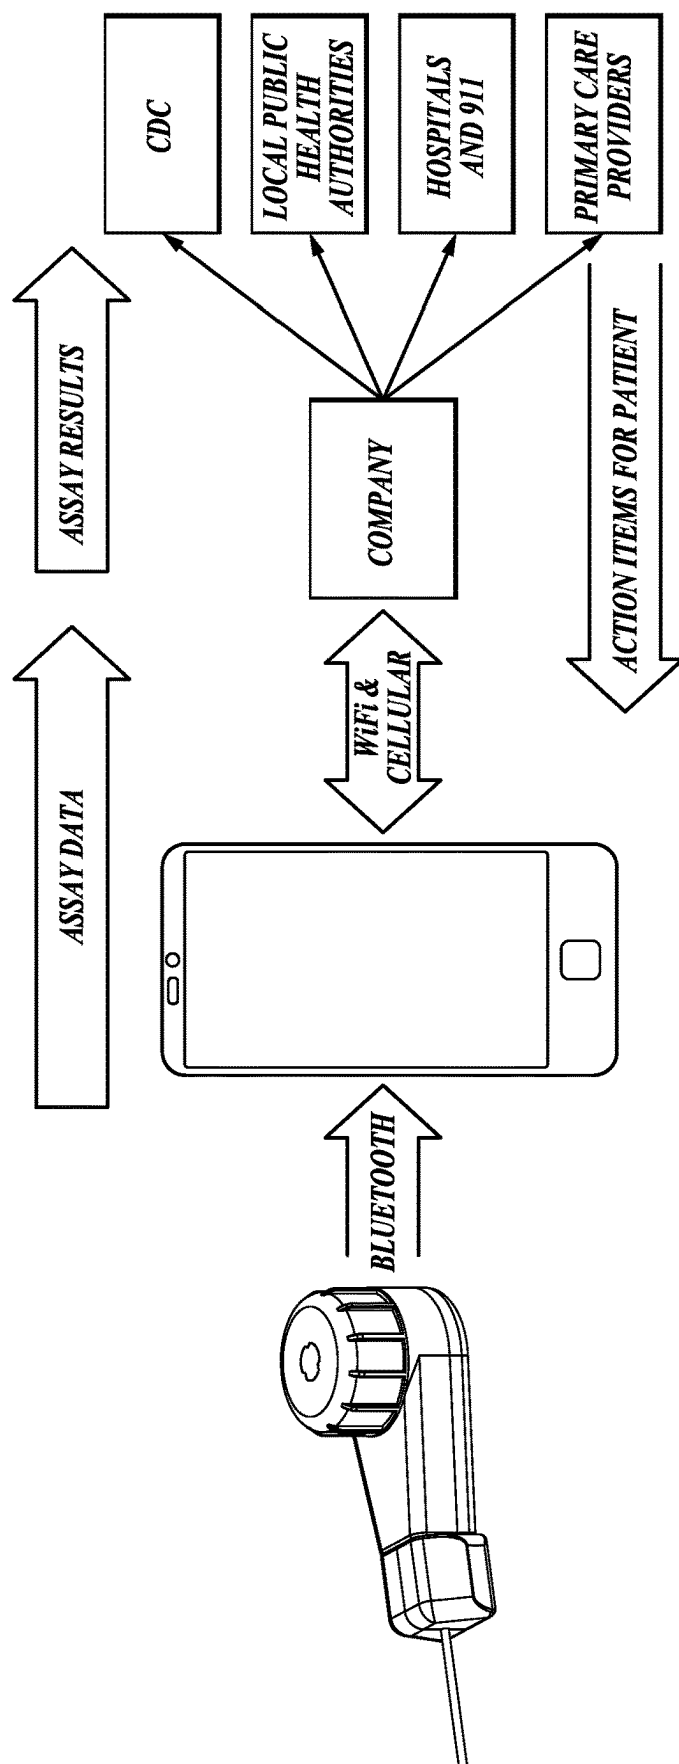 ASSAY DATA
ASSAY RESULTS
BLUETOOTH
WiFi &
CELLULAR
COMPANY
CDC
LOCAL PUBLIC
HEALTH
AUTHORITIES
HOSPITALS
AND 911
PRIMARY CARE
PROVIDERS
ACTION ITEMS FOR PATIENT